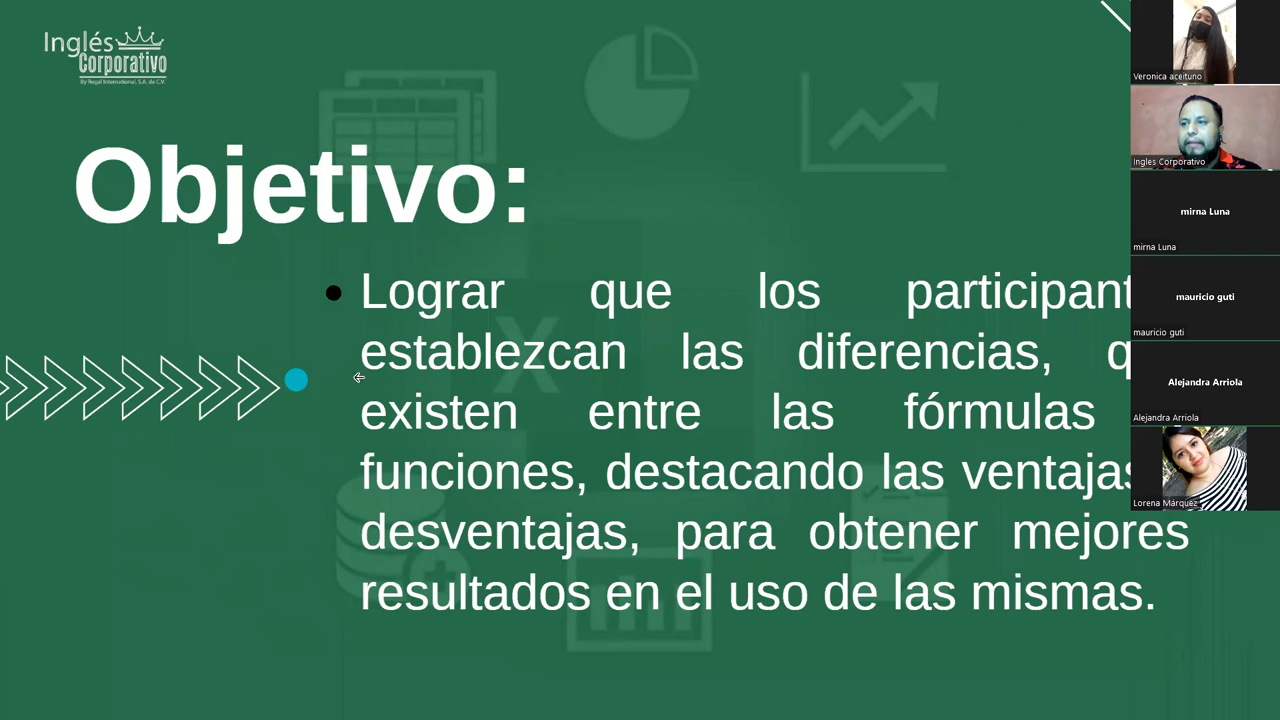 Inglés
Corporativo
By Regal International, S.A. de C.V.
Objetivo:
Lograr que los participant
establezcan las diferencias, q
existen entre las fórmulas
funciones, destacando las ventajas
desventajas, para obtener mejores
resultados en el uso de las mismas.
Veronica aceituno
Ingles Corporativo
mirna Luna
mirna Luna
mauricio guti
mauricio guti
Alejandra Arriola
Alejandra Arriola
Lorena Márquez
X